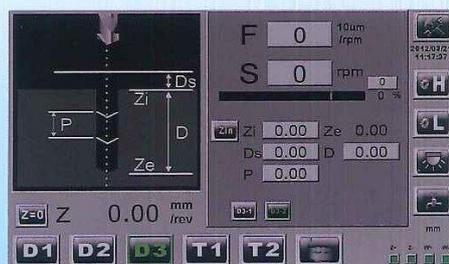 F 0 10um /rpm
S 0 rpm
0
0 %
Ds
Zi
P
D
Ze
Zin Zi 0.00 Ze 0.00
Ds 0.00 D 0.00
P 0.00
D3-1 D3-2
Z=0 Z 0.00 mm /rev
D1 D2 D3 T1 T2
11:17:37
H
L
mm